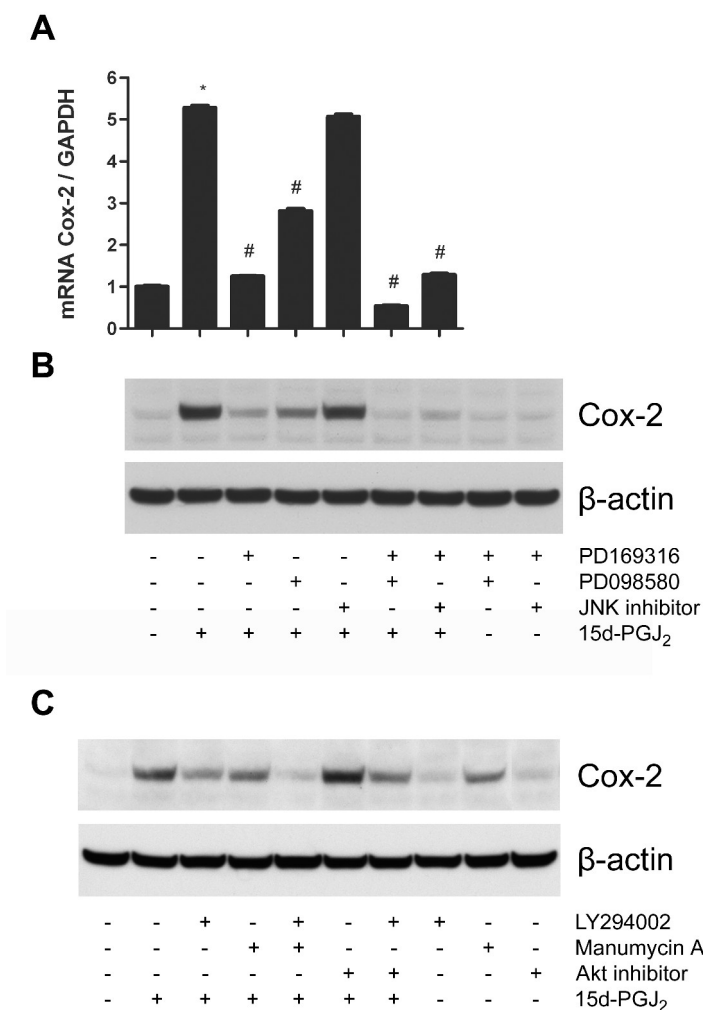 A
mRNA Cox-2 / GAPDH
6
5
4
3
2
1
0
*
#
#
#
#
B
Cox-2
β-actin
- - + - - + + + + PD169316
- - - + - + - + - PD098580
- - - - + - + - + JNK inhibitor
- + + + + + + - - 15d-PGJ2
C
Cox-2
β-actin
- - + - + - + + - - LY294002
- - - + + - - - + - Manumycin A
- - - - - + + - - + Akt inhibitor
- + + + + + + - - - 15d-PGJ2